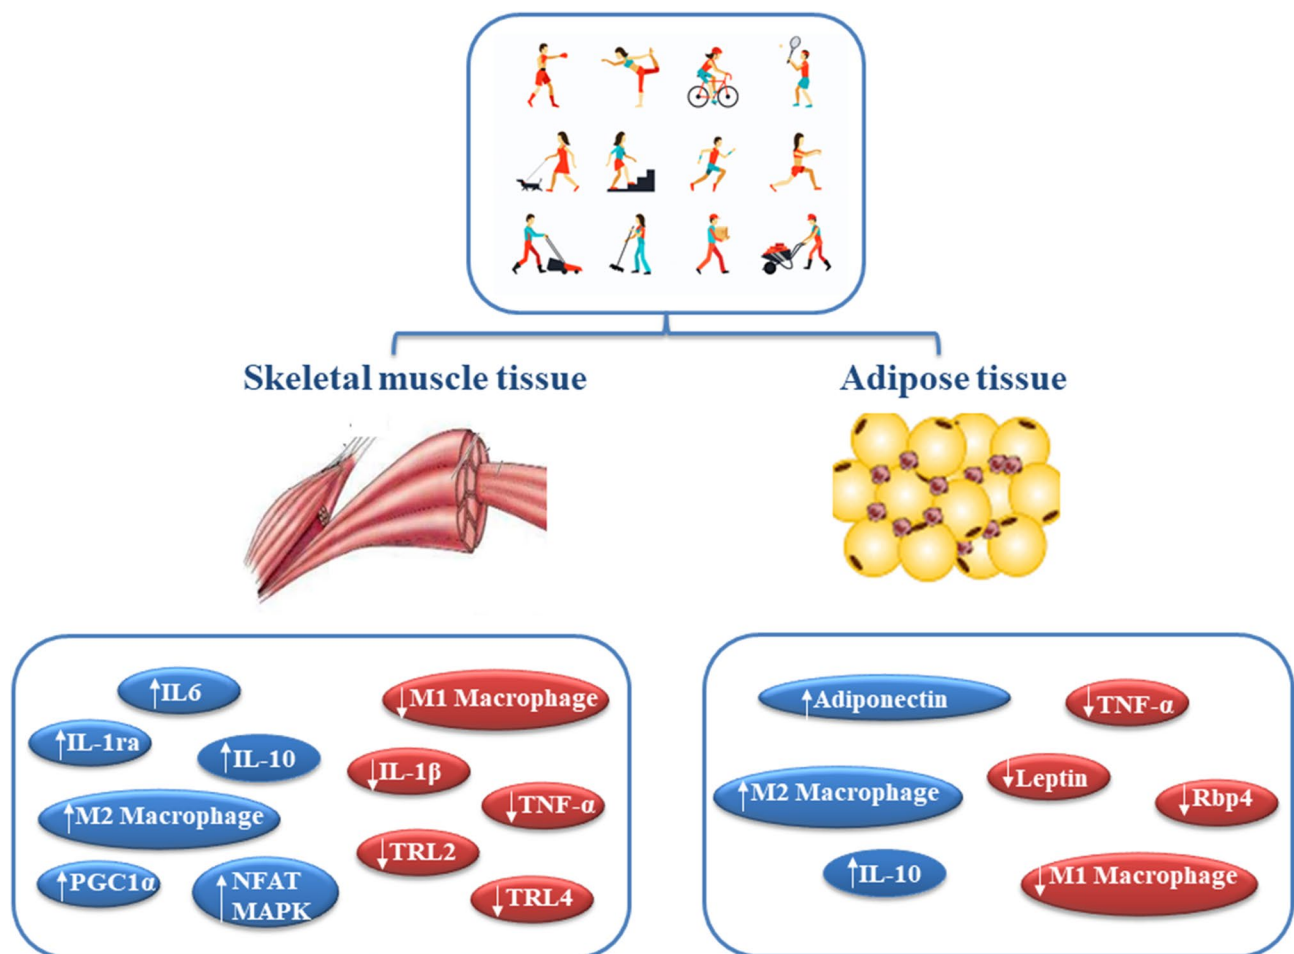 Skeletal muscle tissue
Adipose tissue
↑IL6
↓M1 Macrophage
↑IL-1ra
↑IL-10
↓IL-1β
↑M2 Macrophage
↓TNF-α
↓TRL2
↑PGC1α
↑NFAT
MAPK
↓TRL4
↑Adiponectin
↓TNF-α
↓Leptin
↑M2 Macrophage
↓Rbp4
↑IL-10
↓M1 Macrophage